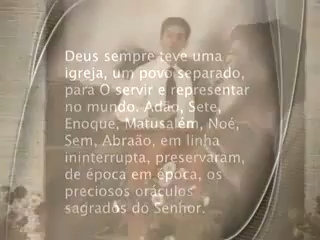 Deus sempre teve uma
igreja, um povo separado,
para O servir e representar
no mundo. Adão, Sete,
Enoque, Matusalém, Noé,
Sem, Abraão, em linha
ininterrupta, preservaram,
de época em época, os
preciosos oráculos
sagrados do Senhor.